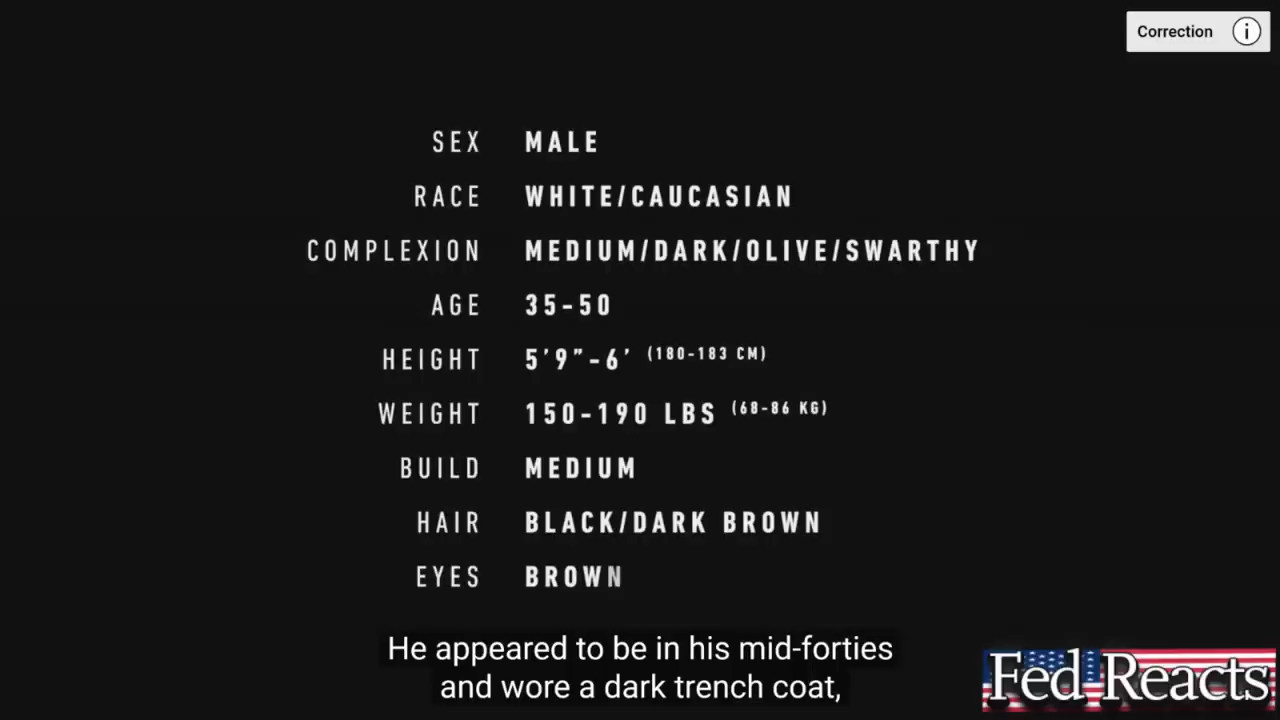 Correction
SEX MALE
RACE WHITE/CAUCASIAN
COMPLEXION MEDIUM/DARK/OLIVE/SWARTHY
AGE 35-50
HEIGHT 5'9"-6' (180-183 CM)
WEIGHT 150-190 LBS (68-86 KG)
BUILD MEDIUM
HAIR BLACK/DARK BROWN
EYES BROWN
He appeared to be in his mid-forties
and wore a dark trench coat,
Fed Reacts